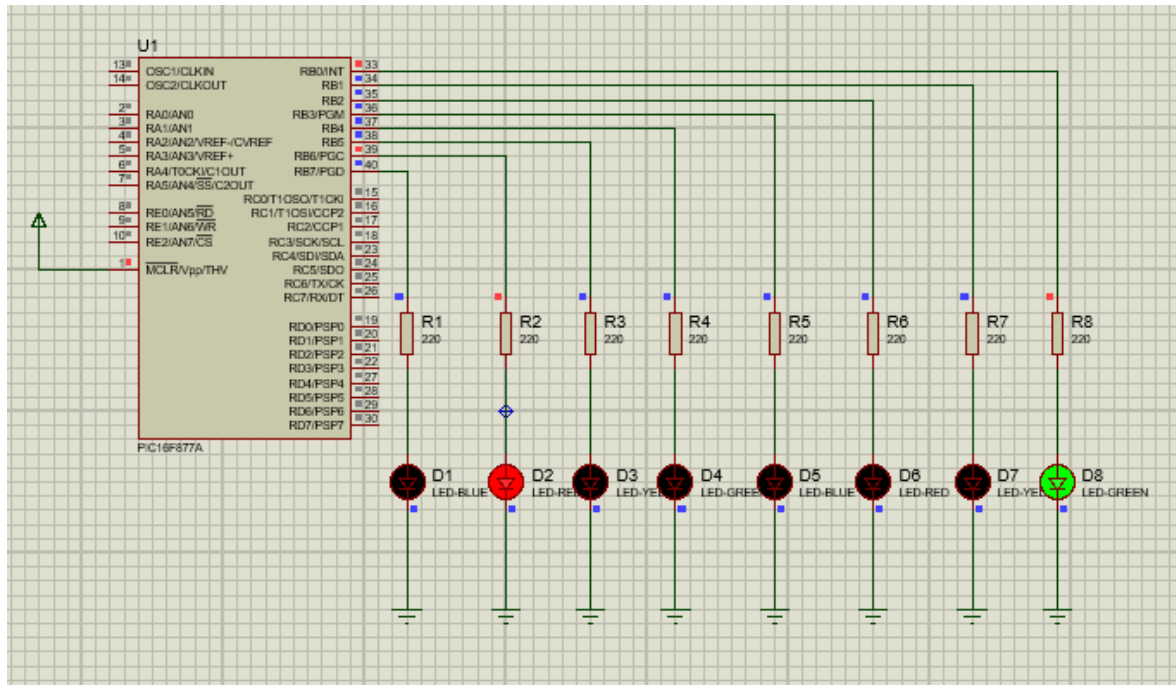 U1
13 OSC1/CLKIN RB0/INT 33
14 OSC2/CLKOUT RB1 34
RB2 35
2 RA0/AN0 RB3/PGM 36
3 RA1/AN1 RB4 37
4 RA2/AN2/VREF-/CVREF RB5 38
5 RA3/AN3/VREF+ RB6/PGC 39
6 RA4/T0CKI/C1OUT RB7/PGD 40
7 RA5/AN4/SS/C2OUT
RC0/T1OSO/T1CKI 15
8 RE0/AN5/RD RC1/T1OSI/CCP2 16
9 RE1/AN6/WR RC2/CCP1 17
10 RE2/AN7/CS RC3/SCK/SCL 18
RC4/SDI/SDA 23
1 MCLR/Vpp/THV RC5/SDO 24
RC6/TX/CK 25
RC7/RX/DT 26
RD0/PSP0 19
RD1/PSP1 20
RD2/PSP2 21
RD3/PSP3 22
RD4/PSP4 27
RD5/PSP5 28
RD6/PSP6 29
RD7/PSP7 30
PIC16F877A
R1 R2 R3 R4 R5 R6 R7 R8
220 220 220 220 220 220 220 220
D1 D2 D3 D4 D5 D6 D7 D8
LED-BLUE LED-RED LED-YEL LED-GREEN LED-BLUE LED-RED LED-YEL LED-GREEN